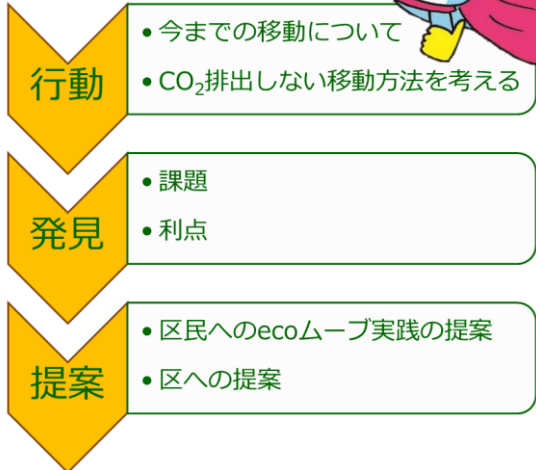 行動
• 今までの移動について
• CO₂排出しない移動方法を考える
発見
• 課題
• 利点
提案
• 区民へのecoムーブ実践の提案
• 区への提案